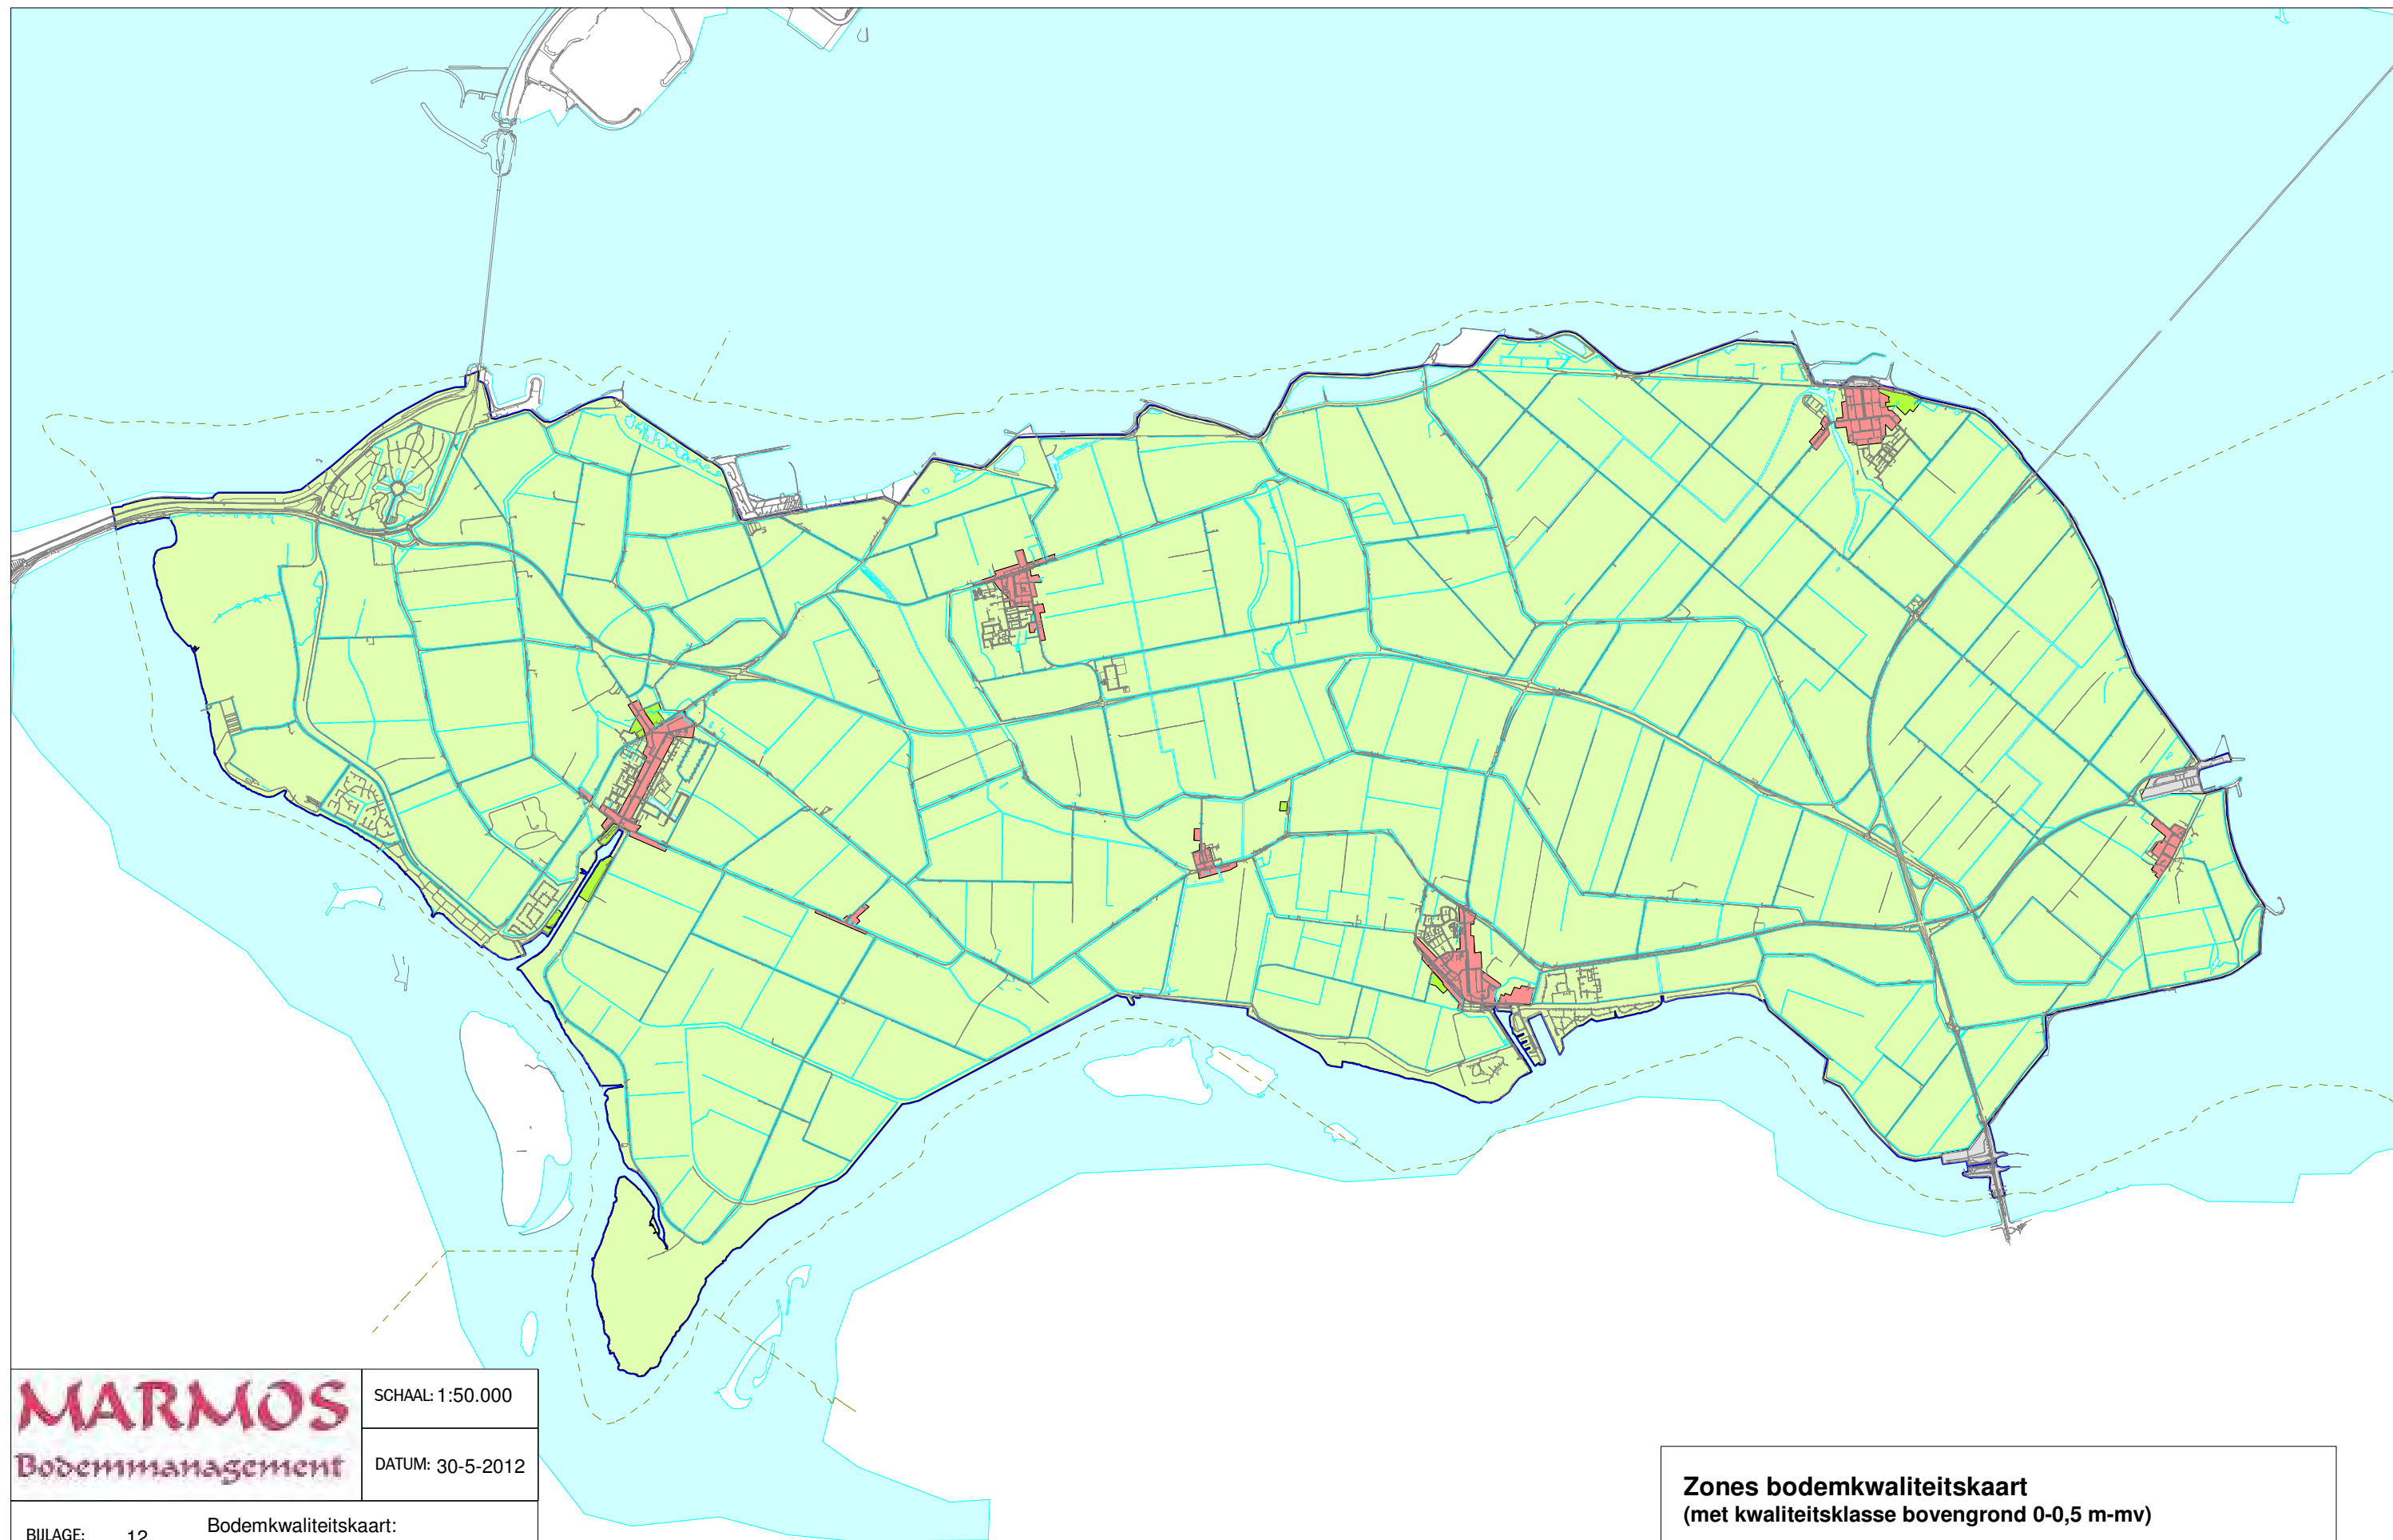 MARMOS
Bodemmanagement
SCHAAL: 1:50.000
DATUM: 30-5-2012
BIJLAGE: 12
Bodemkwaliteitskaart:
Zones bodemkwaliteitskaart
(met kwaliteitsklasse bovengrond 0-0,5 m-mv)